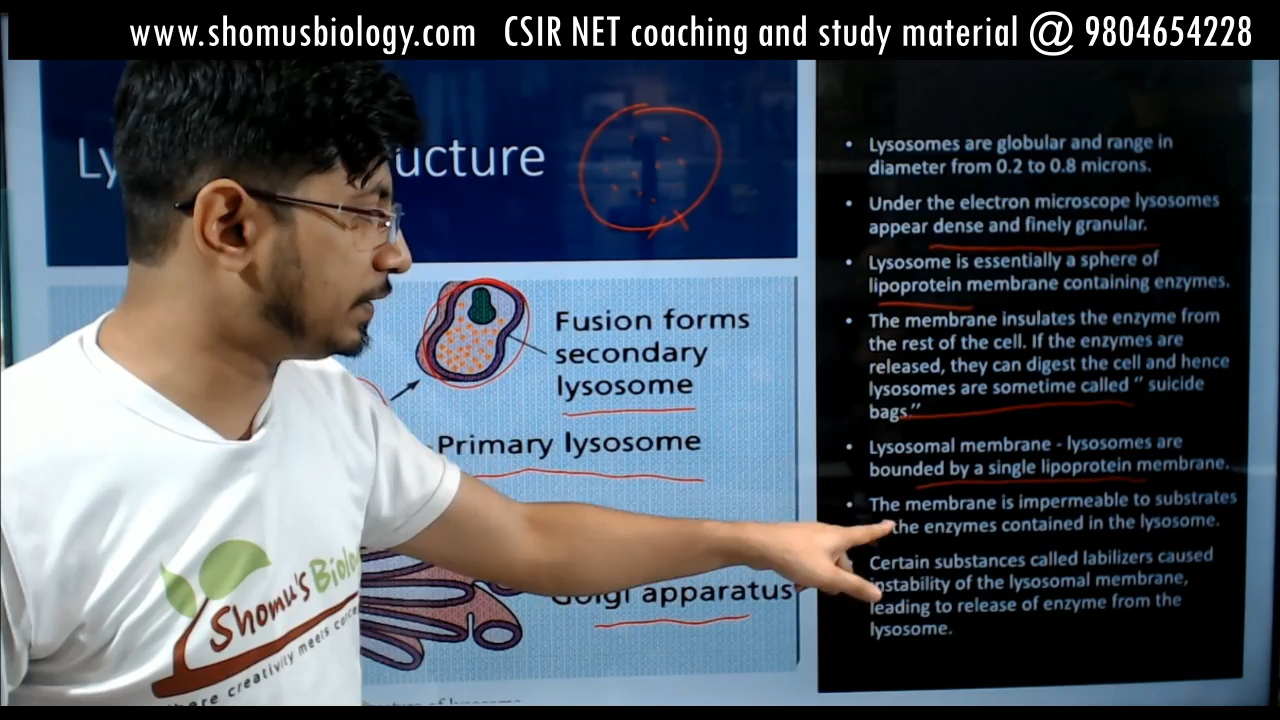 www.shomusbiology.com CSIR NET coaching and study material @ 9804654228
Ly ucture
Fusion forms
secondary
lysosome
Primary lysosome
Golgi apparatus
• Lysosomes are globular and range in
diameter from 0.2 to 0.8 microns.
• Under the electron microscope lysosomes
appear dense and finely granular.
• Lysosome is essentially a sphere of
lipoprotein membrane containing enzymes.
• The membrane insulates the enzyme from
the rest of the cell. If the enzymes are
released, they can digest the cell and hence
lysosomes are sometime called “ suicide
bags.”
• Lysosomal membrane - lysosomes are
bounded by a single lipoprotein membrane.
• The membrane is impermeable to substrates
the enzymes contained in the lysosome.
Certain substances called labilizers caused
instability of the lysosomal membrane,
leading to release of enzyme from the
lysosome.
Shomu's Biology
where creativity meets